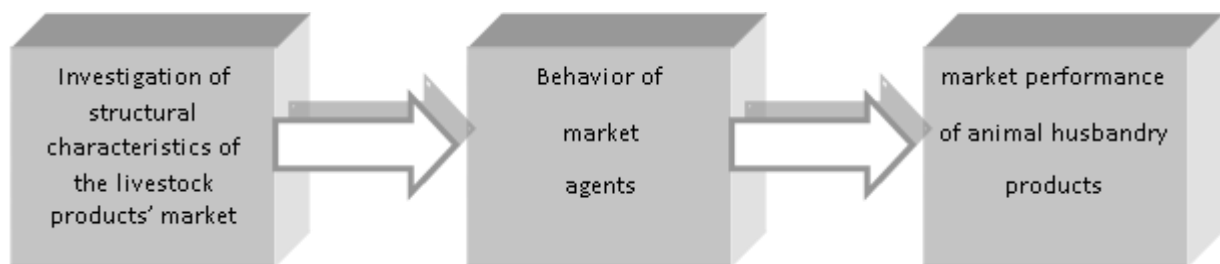 Investigation of
structural
characteristics of
the livestock
products' market
Behavior of
market
agents
market performance
of animal husbandry
products